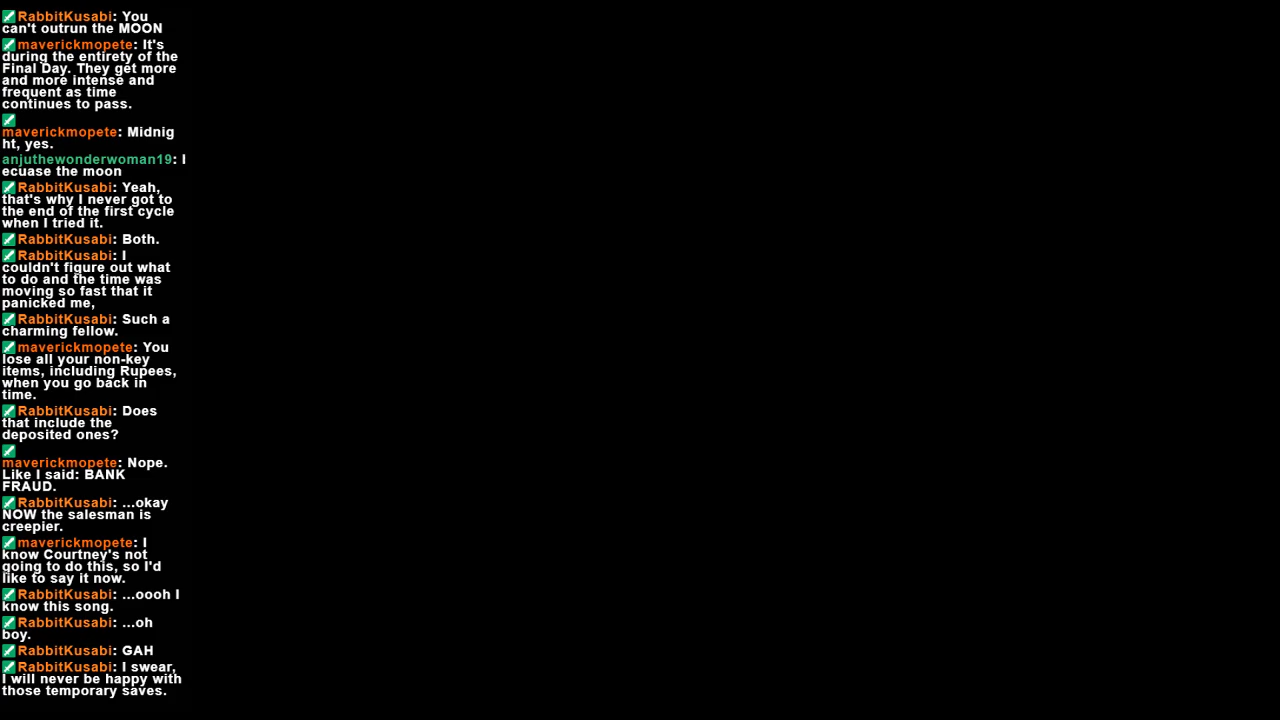 RabbitKusabi: You
can't outrun the MOON
maverickmopete: It's
during the entirety of the
Final Day. They get more
and more intense and
frequent as time
continues to pass.
maverickmopete: Midnig
ht, yes.
anjuthewonderwoman19: I
ecuase the moon
RabbitKusabi: Yeah,
that's why I never got to
the end of the first cycle
when I tried it.
RabbitKusabi: Both.
RabbitKusabi: I
couldn't figure out what
to do and the time was
moving so fast that it
panicked me,
RabbitKusabi: Such a
charming fellow.
maverickmopete: You
lose all your non-key
items, including Rupees,
when you go back in
time.
RabbitKusabi: Does
that include the
deposited ones?
maverickmopete: Nope.
Like I said: BANK
FRAUD.
RabbitKusabi: ...okay
NOW the salesman is
creepier.
maverickmopete: I
know Courtney's not
going to do this, so I'd
like to say it now.
RabbitKusabi: ...oooh I
know this song.
RabbitKusabi: ...oh
boy.
RabbitKusabi: GAH
RabbitKusabi: I swear,
I will never be happy with
those temporary saves.